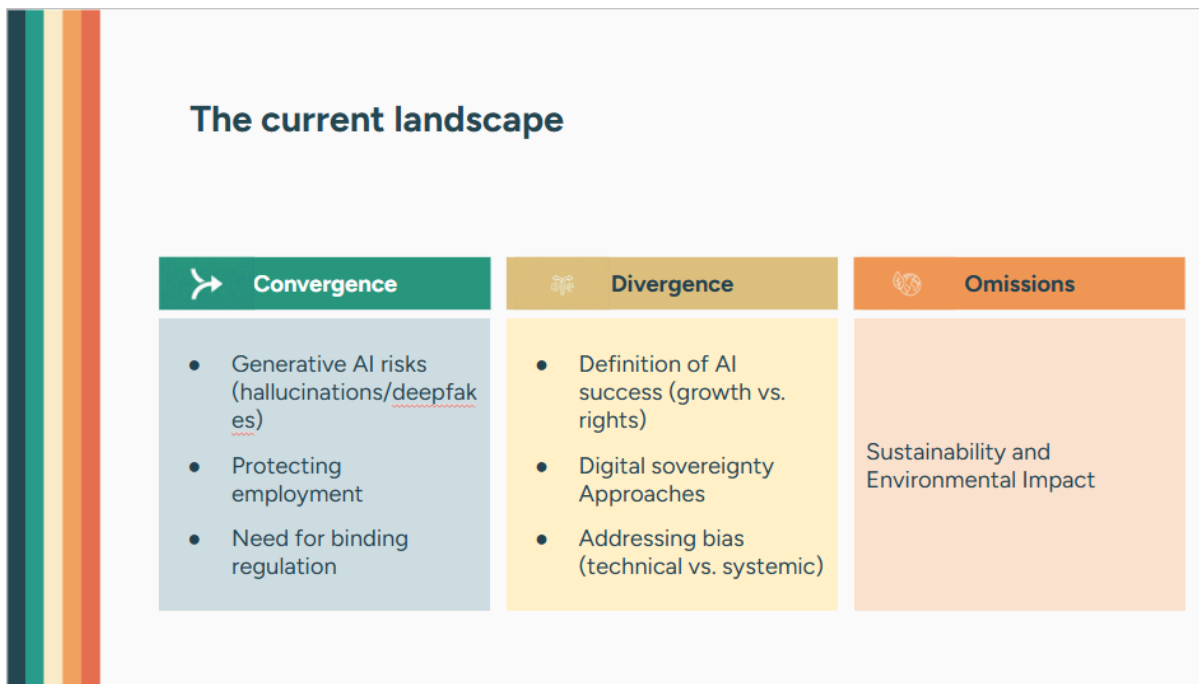 The current landscape
Convergence
● Generative AI risks
(hallucinations/deepfak
es)
● Protecting
employment
● Need for binding
regulation
Divergence
● Definition of AI
success (growth vs.
rights)
● Digital sovereignty
Approaches
● Addressing bias
(technical vs. systemic)
Omissions
Sustainability and
Environmental Impact